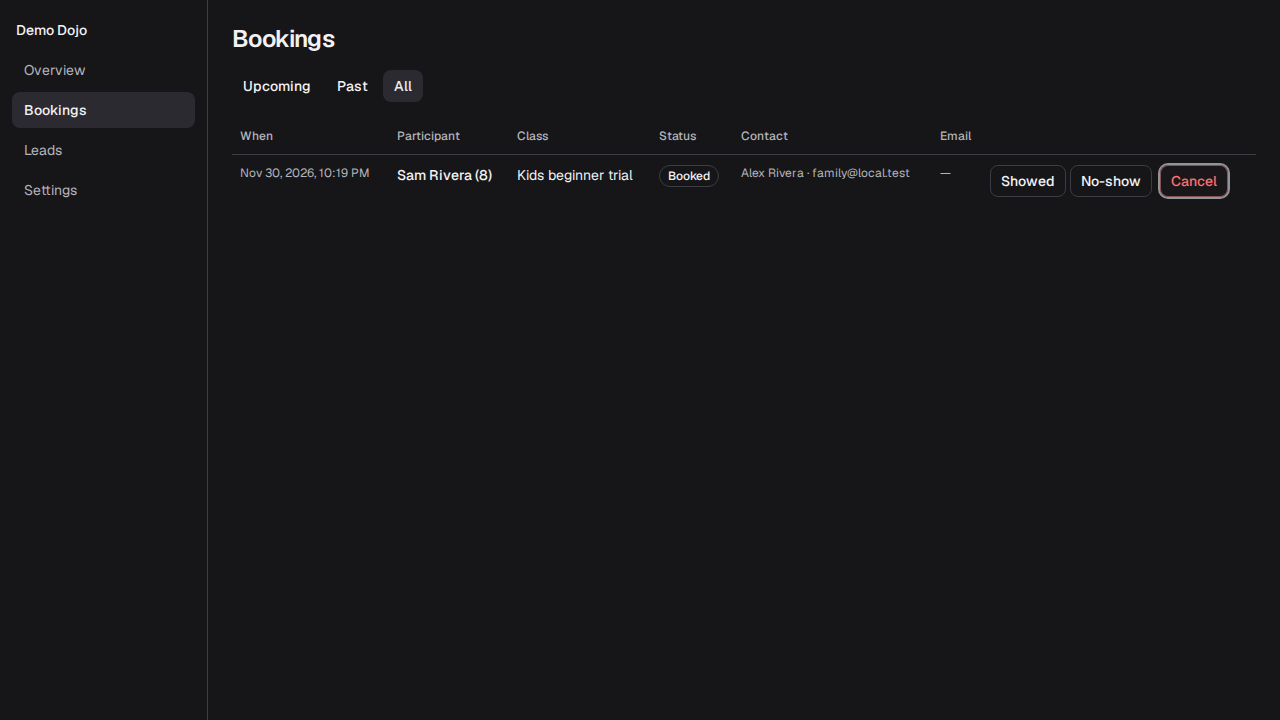 Demo Dojo
Overview
Bookings
Leads
Settings
Bookings
Upcoming Past All
When Participant Class Status Contact Email
Nov 30, 2026, 10:19 PM Sam Rivera (8) Kids beginner trial Booked Alex Rivera · family@local.test — Showed No-show Cancel